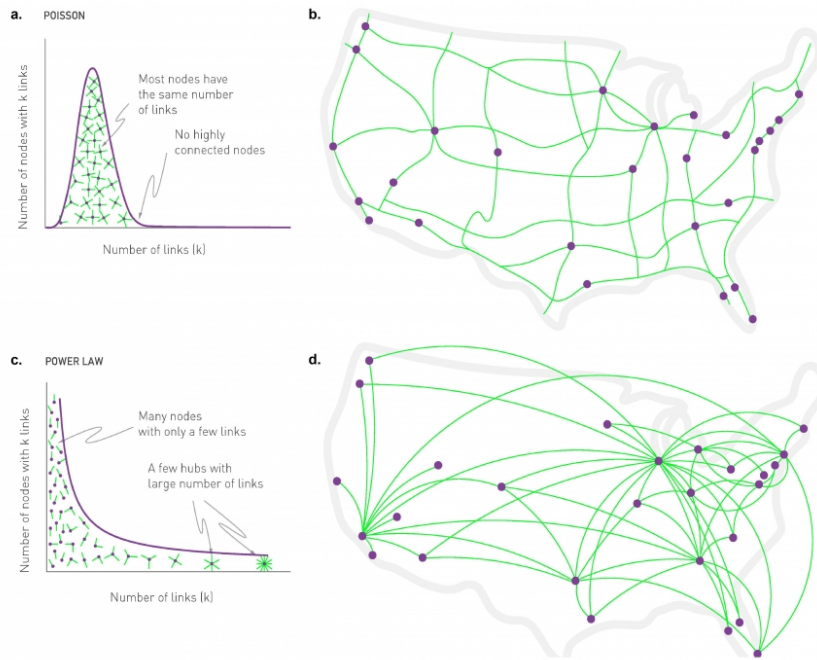 a. POISSON
Number of nodes with k links
Most nodes have
the same number
of links
No highly
connected nodes
Number of links (k)
b.
c. POWER LAW
Number of nodes with k links
Many nodes
with only a few links
A few hubs with
large number of links
Number of links (k)
d.